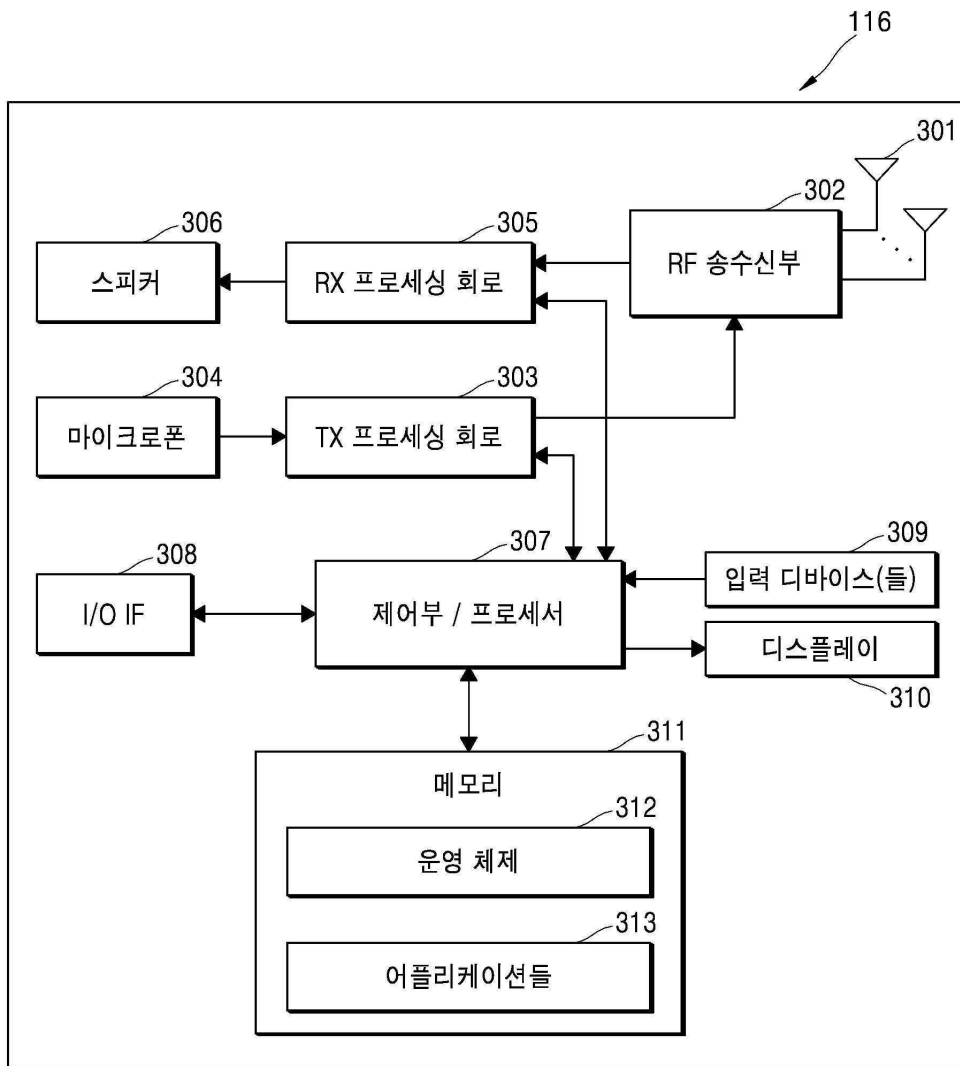 116
301
302
RF 송수신부
305
RX 프로세싱 회로
306
스피커
304
마이크로폰
303
TX 프로세싱 회로
308
I/O IF
307
제어부 / 프로세서
309
입력 디바이스(들)
디스플레이
310
311
메모리
312
운영 체제
313
어플리케이션들